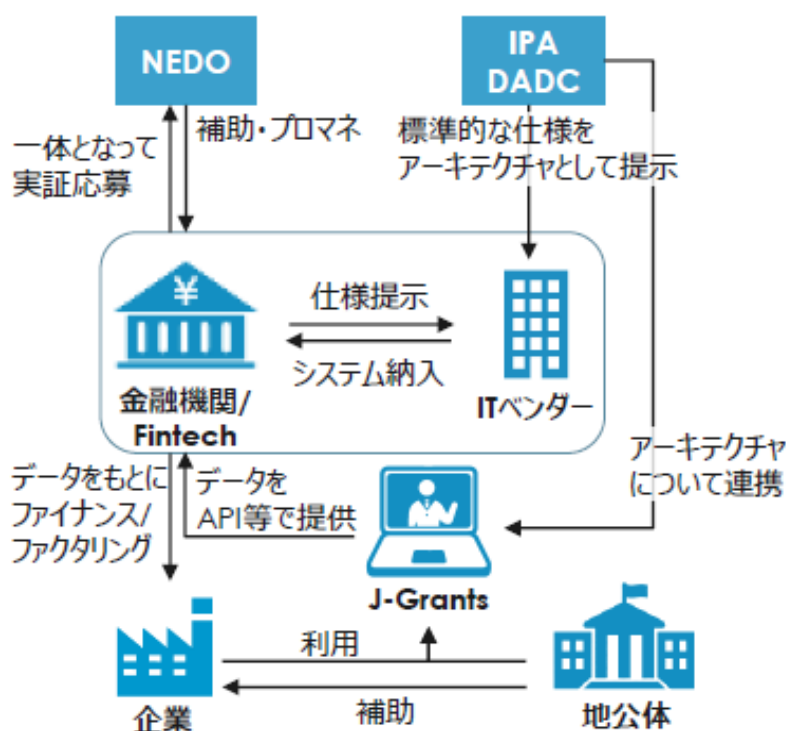 NEDO
IPA
DADC
一体となって
実証応募
補助・プロマネ
標準的な仕様を
アーキテクチャとして提示
¥
仕様提示
システム納入
金融機関/
Fintech
ITベンダー
データをもとに
ファイナンス/
ファクタリング
データを
API等で提供
アーキテクチャ
について連携
J-Grants
利用
補助
企業
地公体